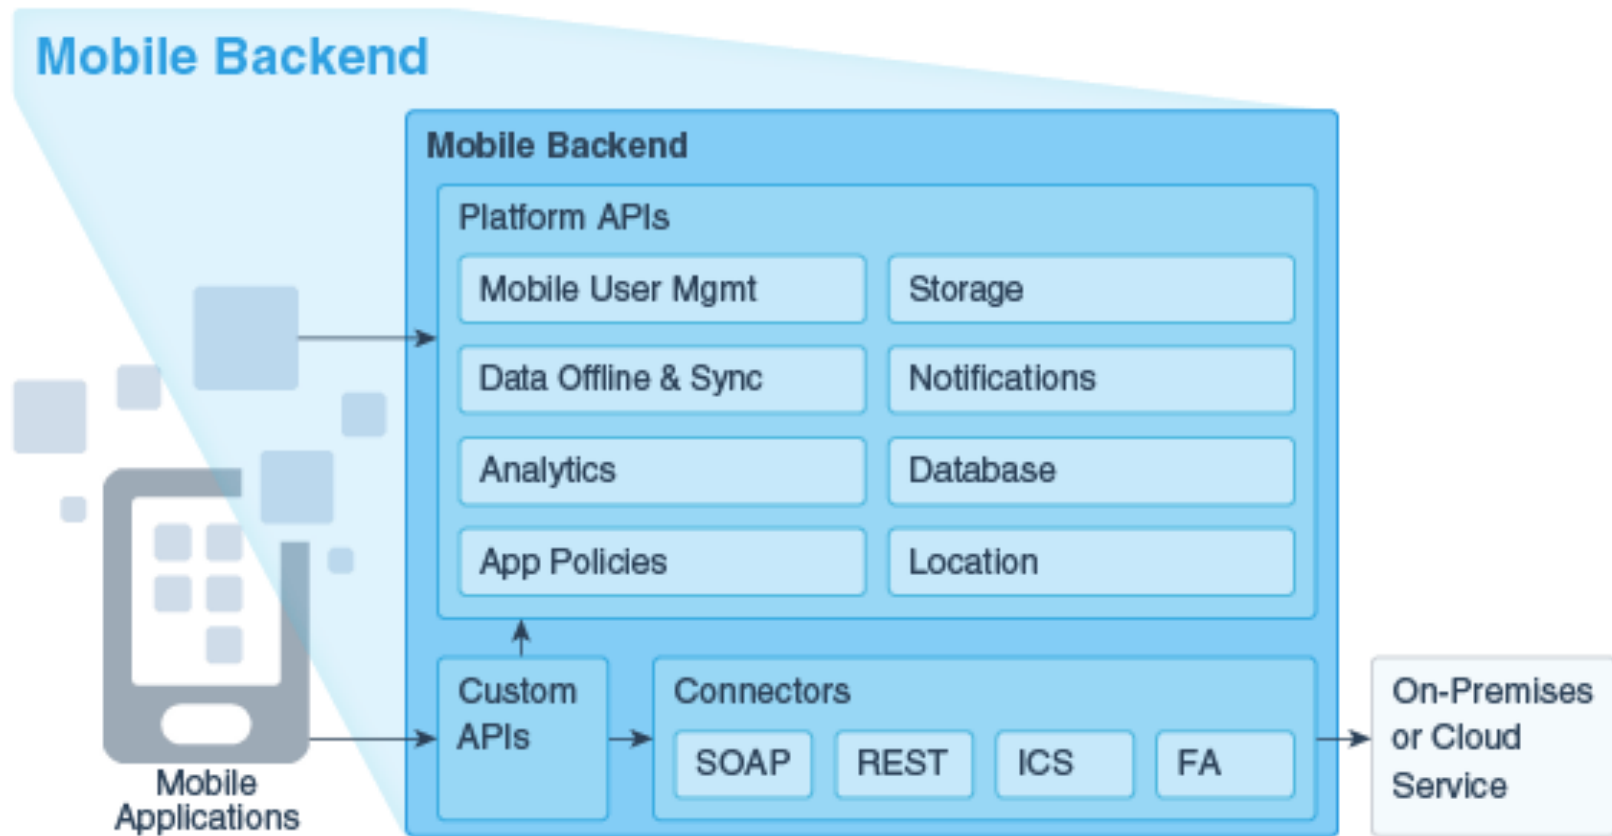 Mobile Backend
Mobile Backend
Platform APIs
Mobile User Mgmt
Storage
Data Offline & Sync
Notifications
Analytics
Database
App Policies
Location
Custom
APIs
Connectors
SOAP
REST
ICS
FA
On-Premises
or Cloud
Service
Mobile
Applications